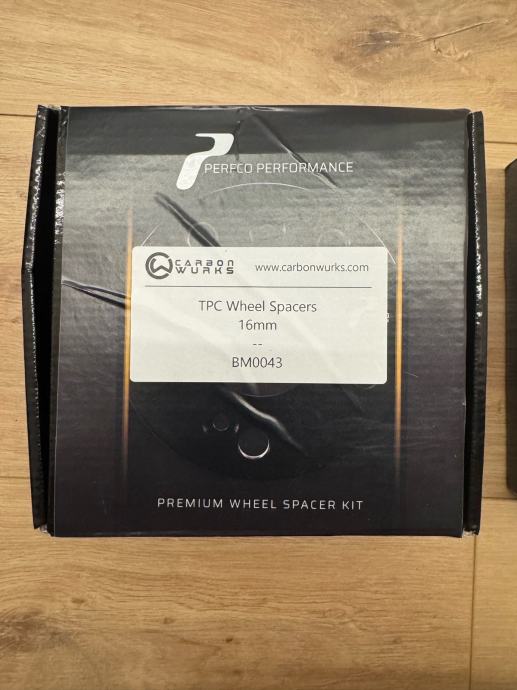 PERFCO PERFORMANCE
CARBON
WURKS
www.carbonwurks.com
TPC Wheel Spacers
16mm
--
BM0043
PREMIUM WHEEL SPACER KIT